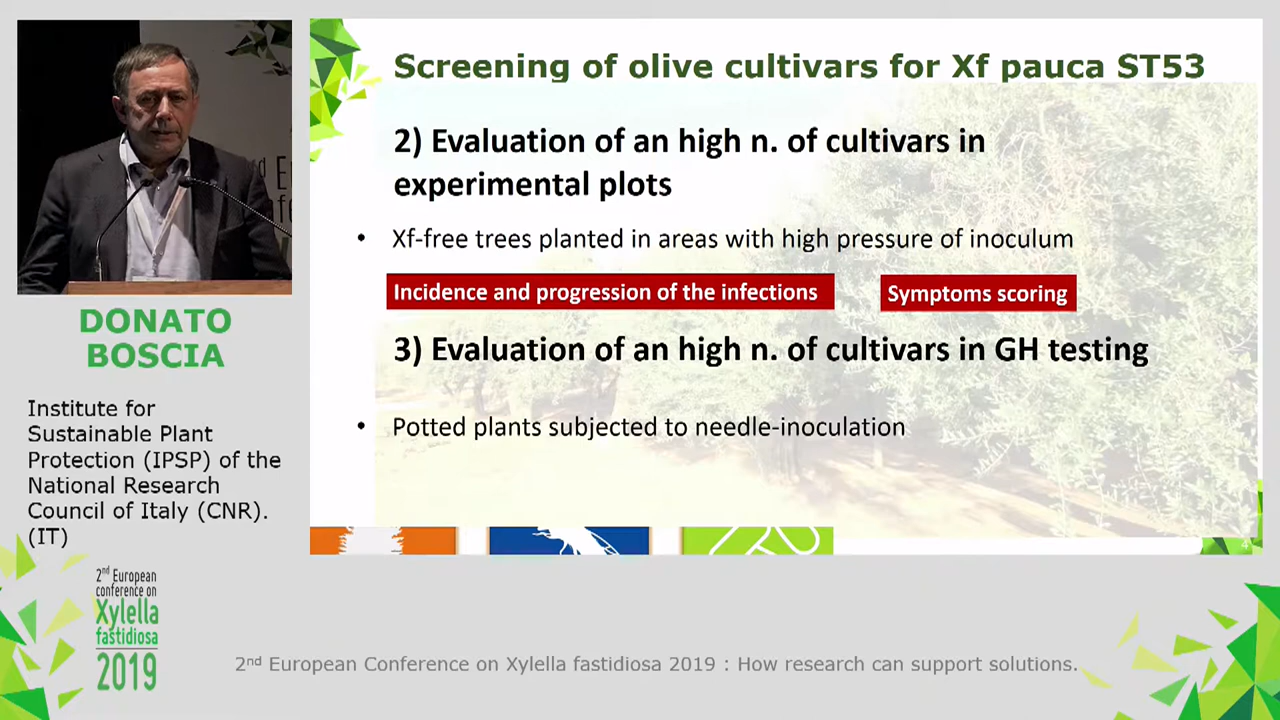 Screening of olive cultivars for Xf pauca ST53
2) Evaluation of an high n. of cultivars in
experimental plots
• Xf-free trees planted in areas with high pressure of inoculum
Incidence and progression of the infections
Symptoms scoring
3) Evaluation of an high n. of cultivars in GH testing
• Potted plants subjected to needle-inoculation
4
DONATO
BOSCIA
Institute for
Sustainable Plant
Protection (IPSP) of the
National Research
Council of Italy (CNR).
(IT)
2nd European
conference on
Xylella
fastidiosa
2019
2nd European Conference on Xylella fastidiosa 2019 : How research can support solutions.